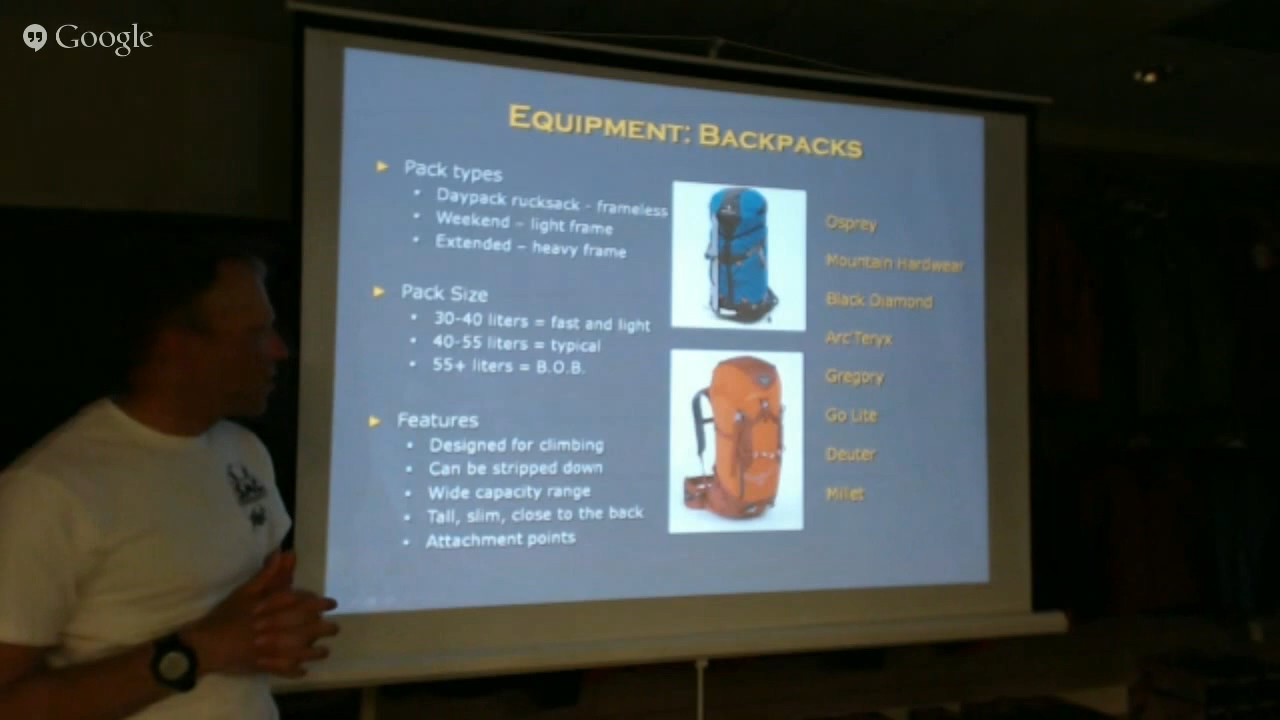 Google
EQUIPMENT: BACKPACKS
► Pack types
• Daypack rucksack - frameless
• Weekend – light frame
• Extended – heavy frame
► Pack Size
• 30-40 liters = fast and light
• 40-55 liters = typical
• 55+ liters = B.O.B.
► Features
• Designed for climbing
• Can be stripped down
• Wide capacity range
• Tall, slim, close to the back
• Attachment points
Osprey
Mountain Hardwear
Black Diamond
Arc'Teryx
Gregory
Go Lite
Deuter
Millet